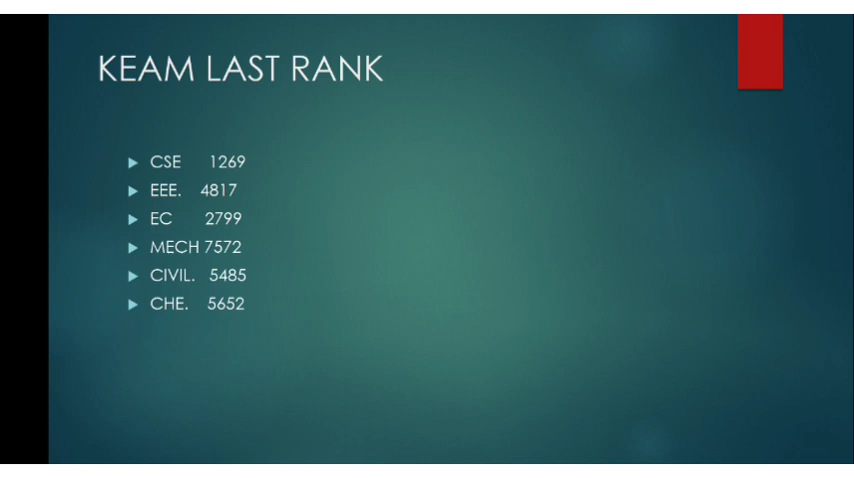 KEAM LAST RANK
CSE 1269
EEE. 4817
EC 2799
MECH 7572
CIVIL. 5485
CHE. 5652